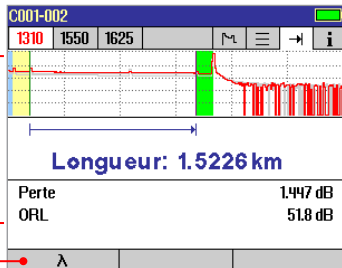 C001-002
1310 1550 1625 i
Longueur: 1.5226 km
Perte 1.447 dB
ORL 51.8 dB
λ